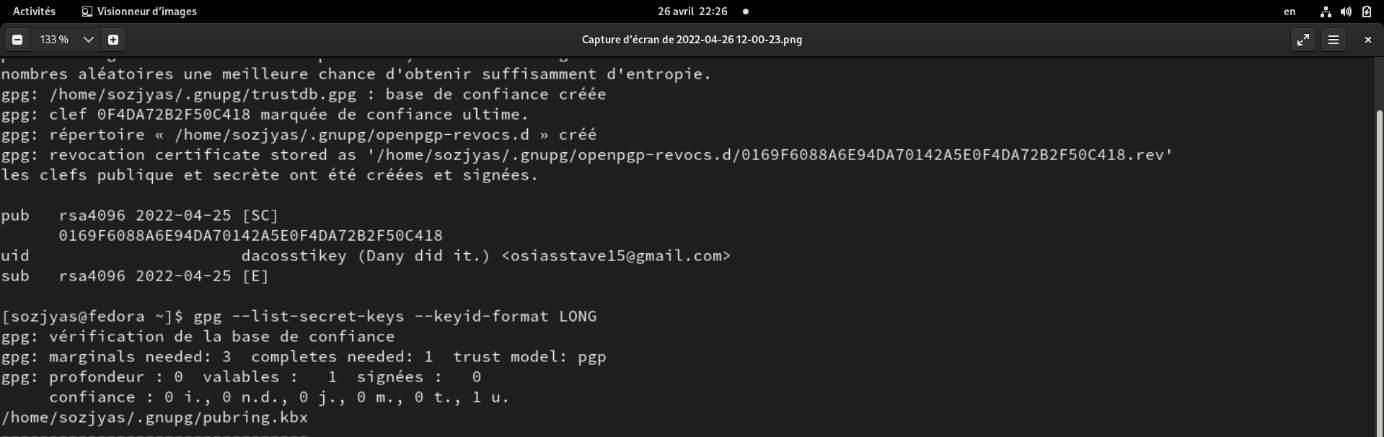 Activités Visionneur d'images 26 avril 22:26 en
133 % Capture d'écran de 2022-04-26 12-00-23.png
nombres aléatoires une meilleure chance d'obtenir suffisamment d'entropie.
gpg: /home/sozjyas/.gnupg/trustdb.gpg : base de confiance créée
gpg: clef 0F4DA72B2F50C418 marquée de confiance ultime.
gpg: répertoire « /home/sozjyas/.gnupg/openpgp-revocs.d » créé
gpg: revocation certificate stored as '/home/sozjyas/.gnupg/openpgp-revocs.d/0169F6088A6E94DA70142A5E0F4DA72B2F50C418.rev'
les clefs publique et secrète ont été créées et signées.
pub rsa4096 2022-04-25 [SC]
0169F6088A6E94DA70142A5E0F4DA72B2F50C418
uid dacosstikey (Dany did it.) <osiasstave15@gmail.com>
sub rsa4096 2022-04-25 [E]
[sozjyas@fedora ~]$ gpg --list-secret-keys --keyid-format LONG
gpg: vérification de la base de confiance
gpg: marginals needed: 3 completes needed: 1 trust model: pgp
gpg: profondeur : 0 valables : 1 signées : 0
confiance : 0 i., 0 n.d., 0 j., 0 m., 0 t., 1 u.
/home/sozjyas/.gnupg/pubring.kbx